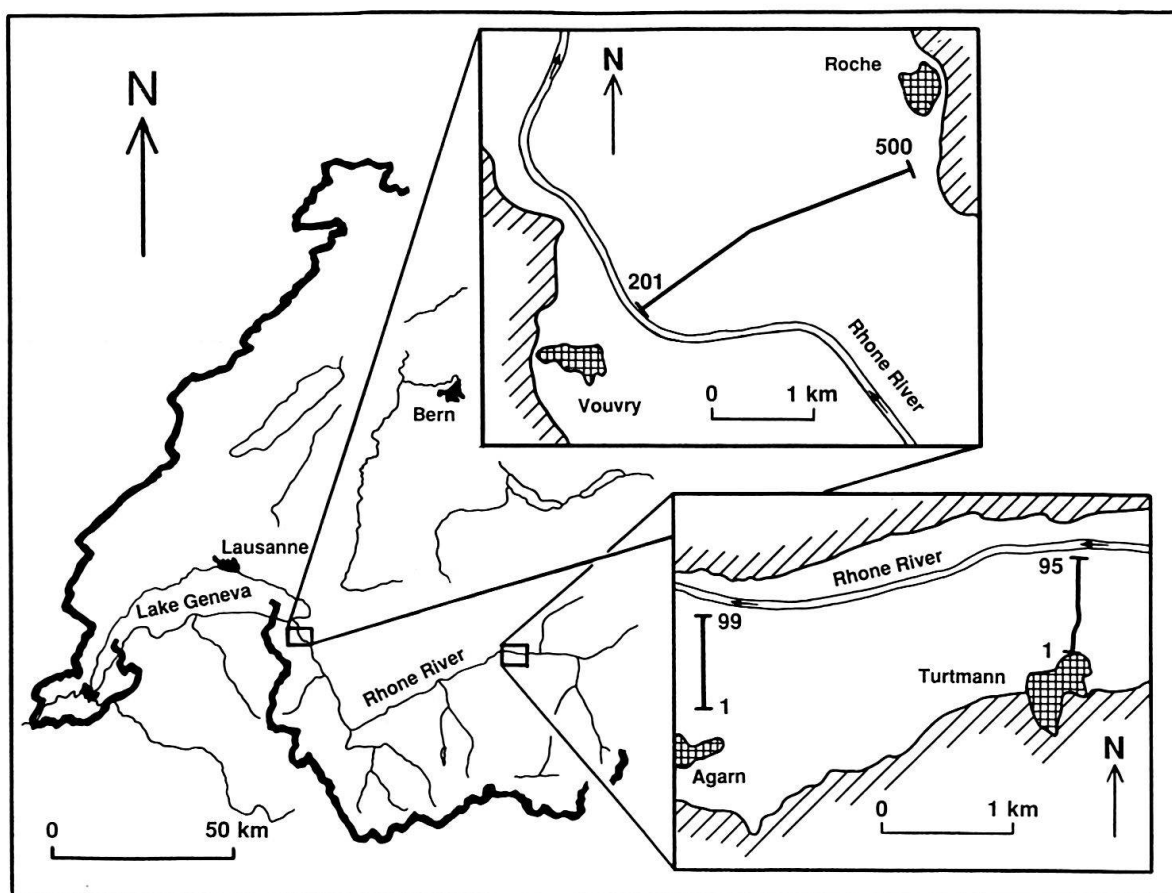 N
Bern
Lausanne
Lake Geneva
Rhone River
0 50 km
N
Roche
500
201
Rhone River
Vouvry
0 1 km
Rhone River
95
99
1
Turtmann
1
Agarn
N
0 1 km